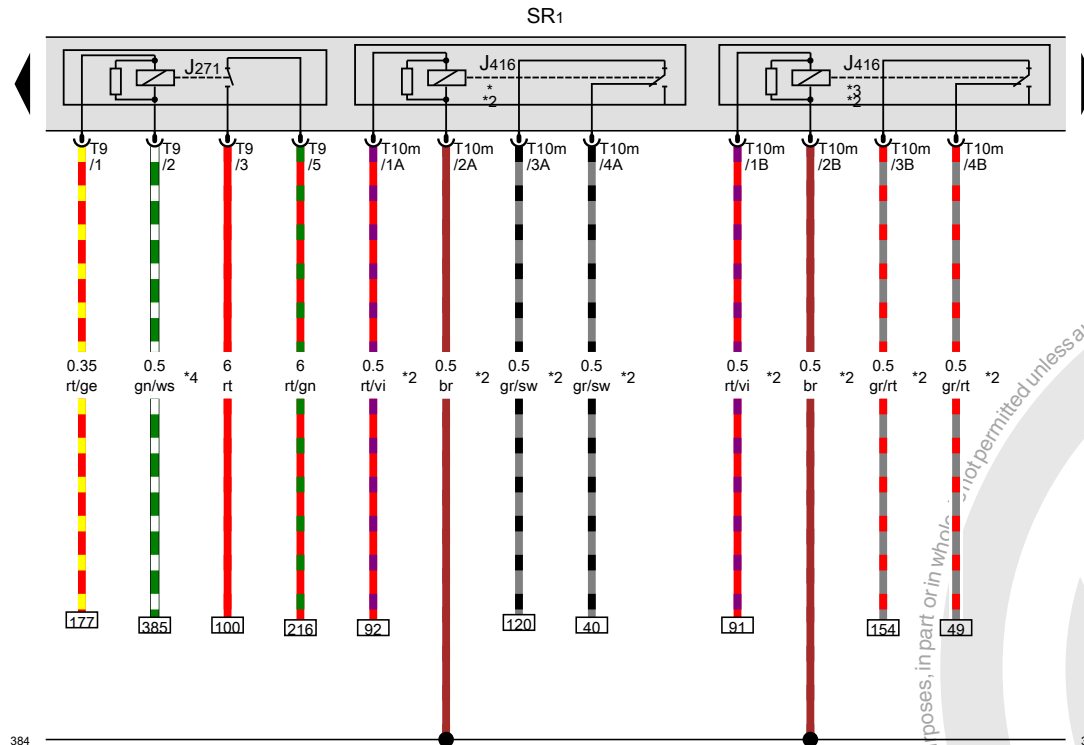 SR1
J271
J416
*
*2
J416
*3
*2
T9 /1
T9 /2
T9 /3
T9 /5
T10m /1A
T10m /2A
T10m /3A
T10m /4A
T10m /1B
T10m /2B
T10m /3B
T10m /4B
0.35 rt/ge
0.5 gn/ws *4
6 rt
6 rt/gn
0.5 rt/vi *2
0.5 br *2
0.5 gr/sw *2
0.5 gr/sw *2
0.5 rt/vi *2
0.5 br *2
0.5 gr/rt *2
0.5 gr/rt *2
177
385
100
216
92
120
40
91
154
49
384
rposes, in part or in whole, is not permitted unless